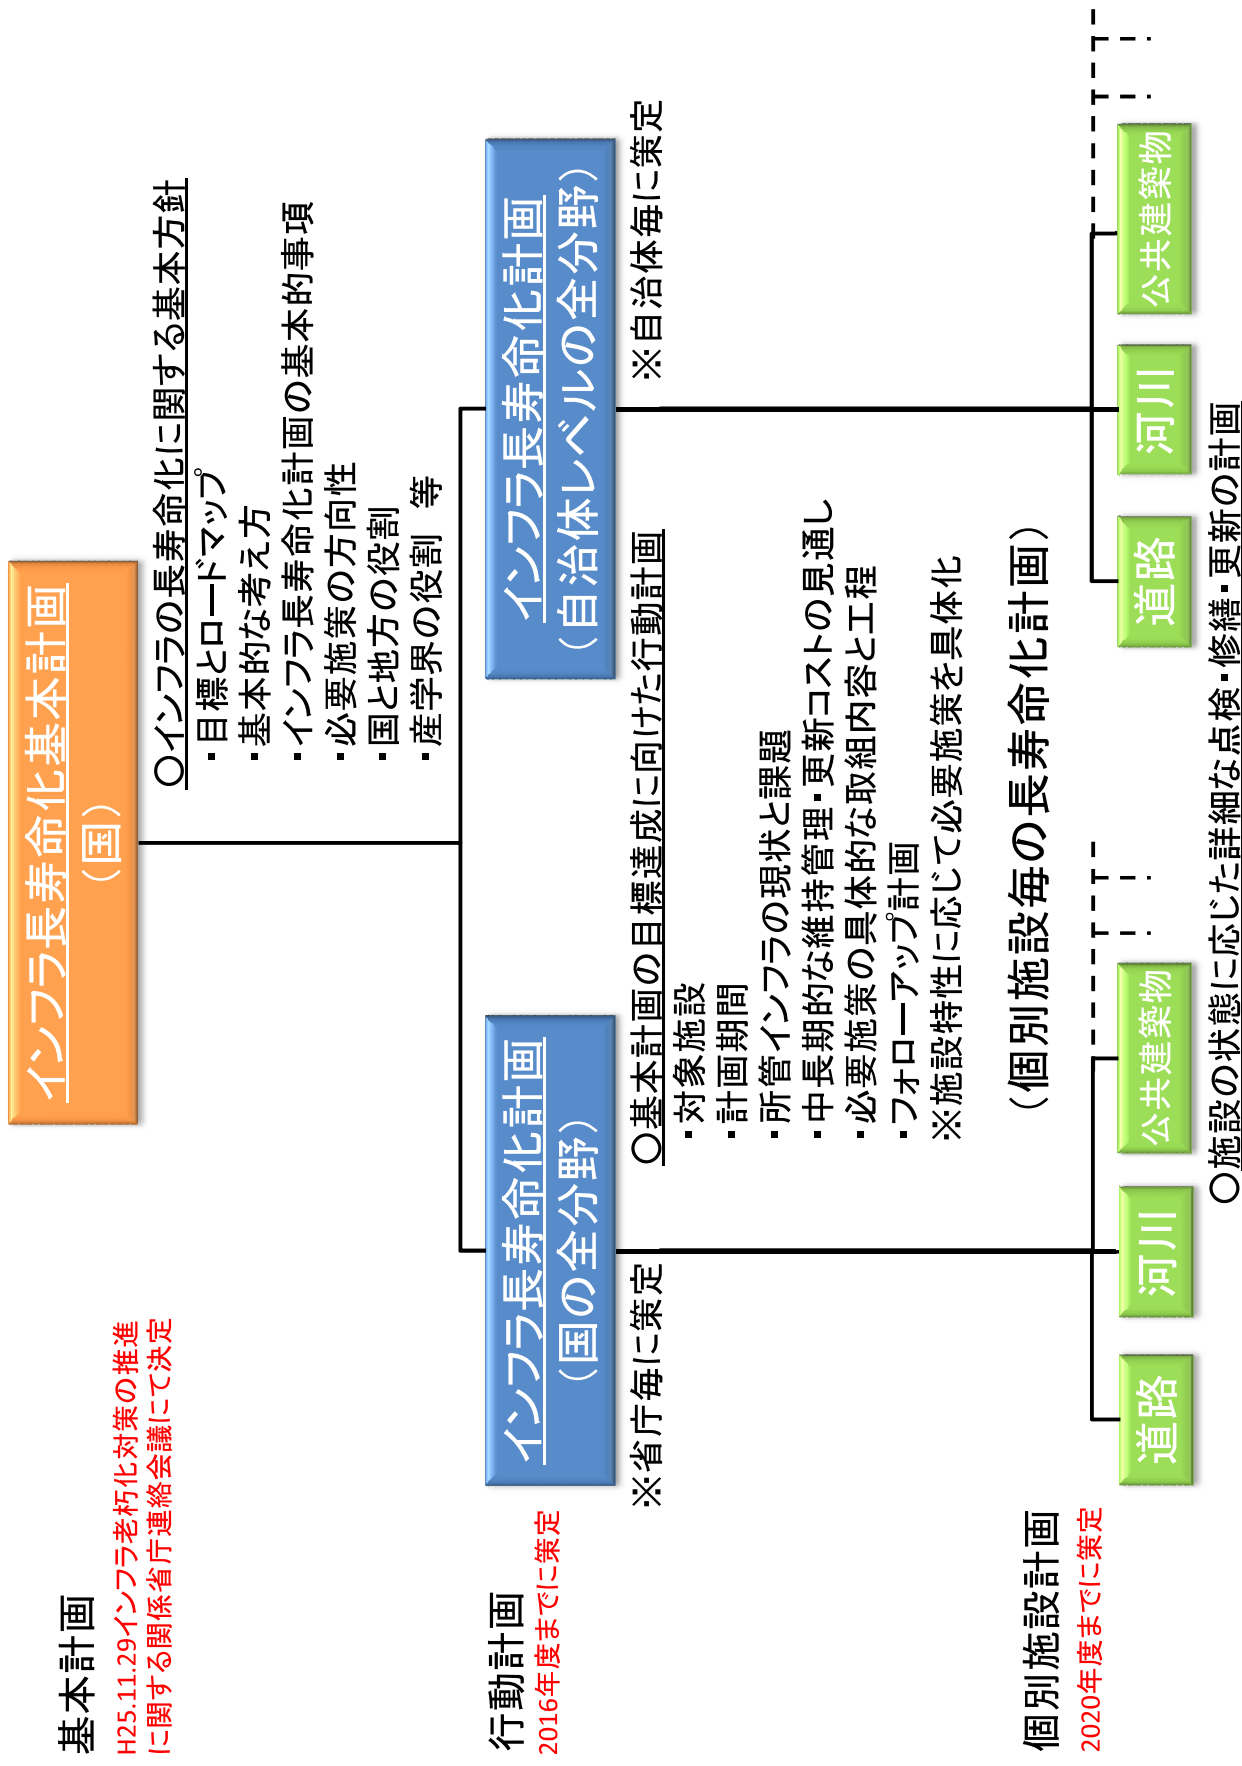 基本計画
H25.11.29インフラ老朽化対策の推進
に関する関係省庁連絡会議にて決定
インフラ長寿命化基本計画
（国）
○インフラの長寿命化に関する基本方針
・目標とロードマップ
・基本的な考え方
・インフラ長寿命化計画の基本的事項
・必要施策の方向性
・国と地方の役割
・産学界の役割　等
行動計画
2016年度までに策定
インフラ長寿命化計画
（国の全分野）
※省庁毎に策定
インフラ長寿命化計画
（自治体レベルの全分野）
※自治体毎に策定
○基本計画の目標達成に向けた行動計画
・対象施設
・計画期間
・所管インフラの現状と課題
・中長期的な維持管理・更新コストの見通し
・必要施策の具体的な取組内容と工程
・フォローアップ計画
※施設特性に応じて必要施策を具体化
個別施設計画
2020年度までに策定
（個別施設毎の長寿命化計画）
道路
河川
公共建築物
道路
河川
公共建築物
○施設の状態に応じた詳細な点検・修繕・更新の計画